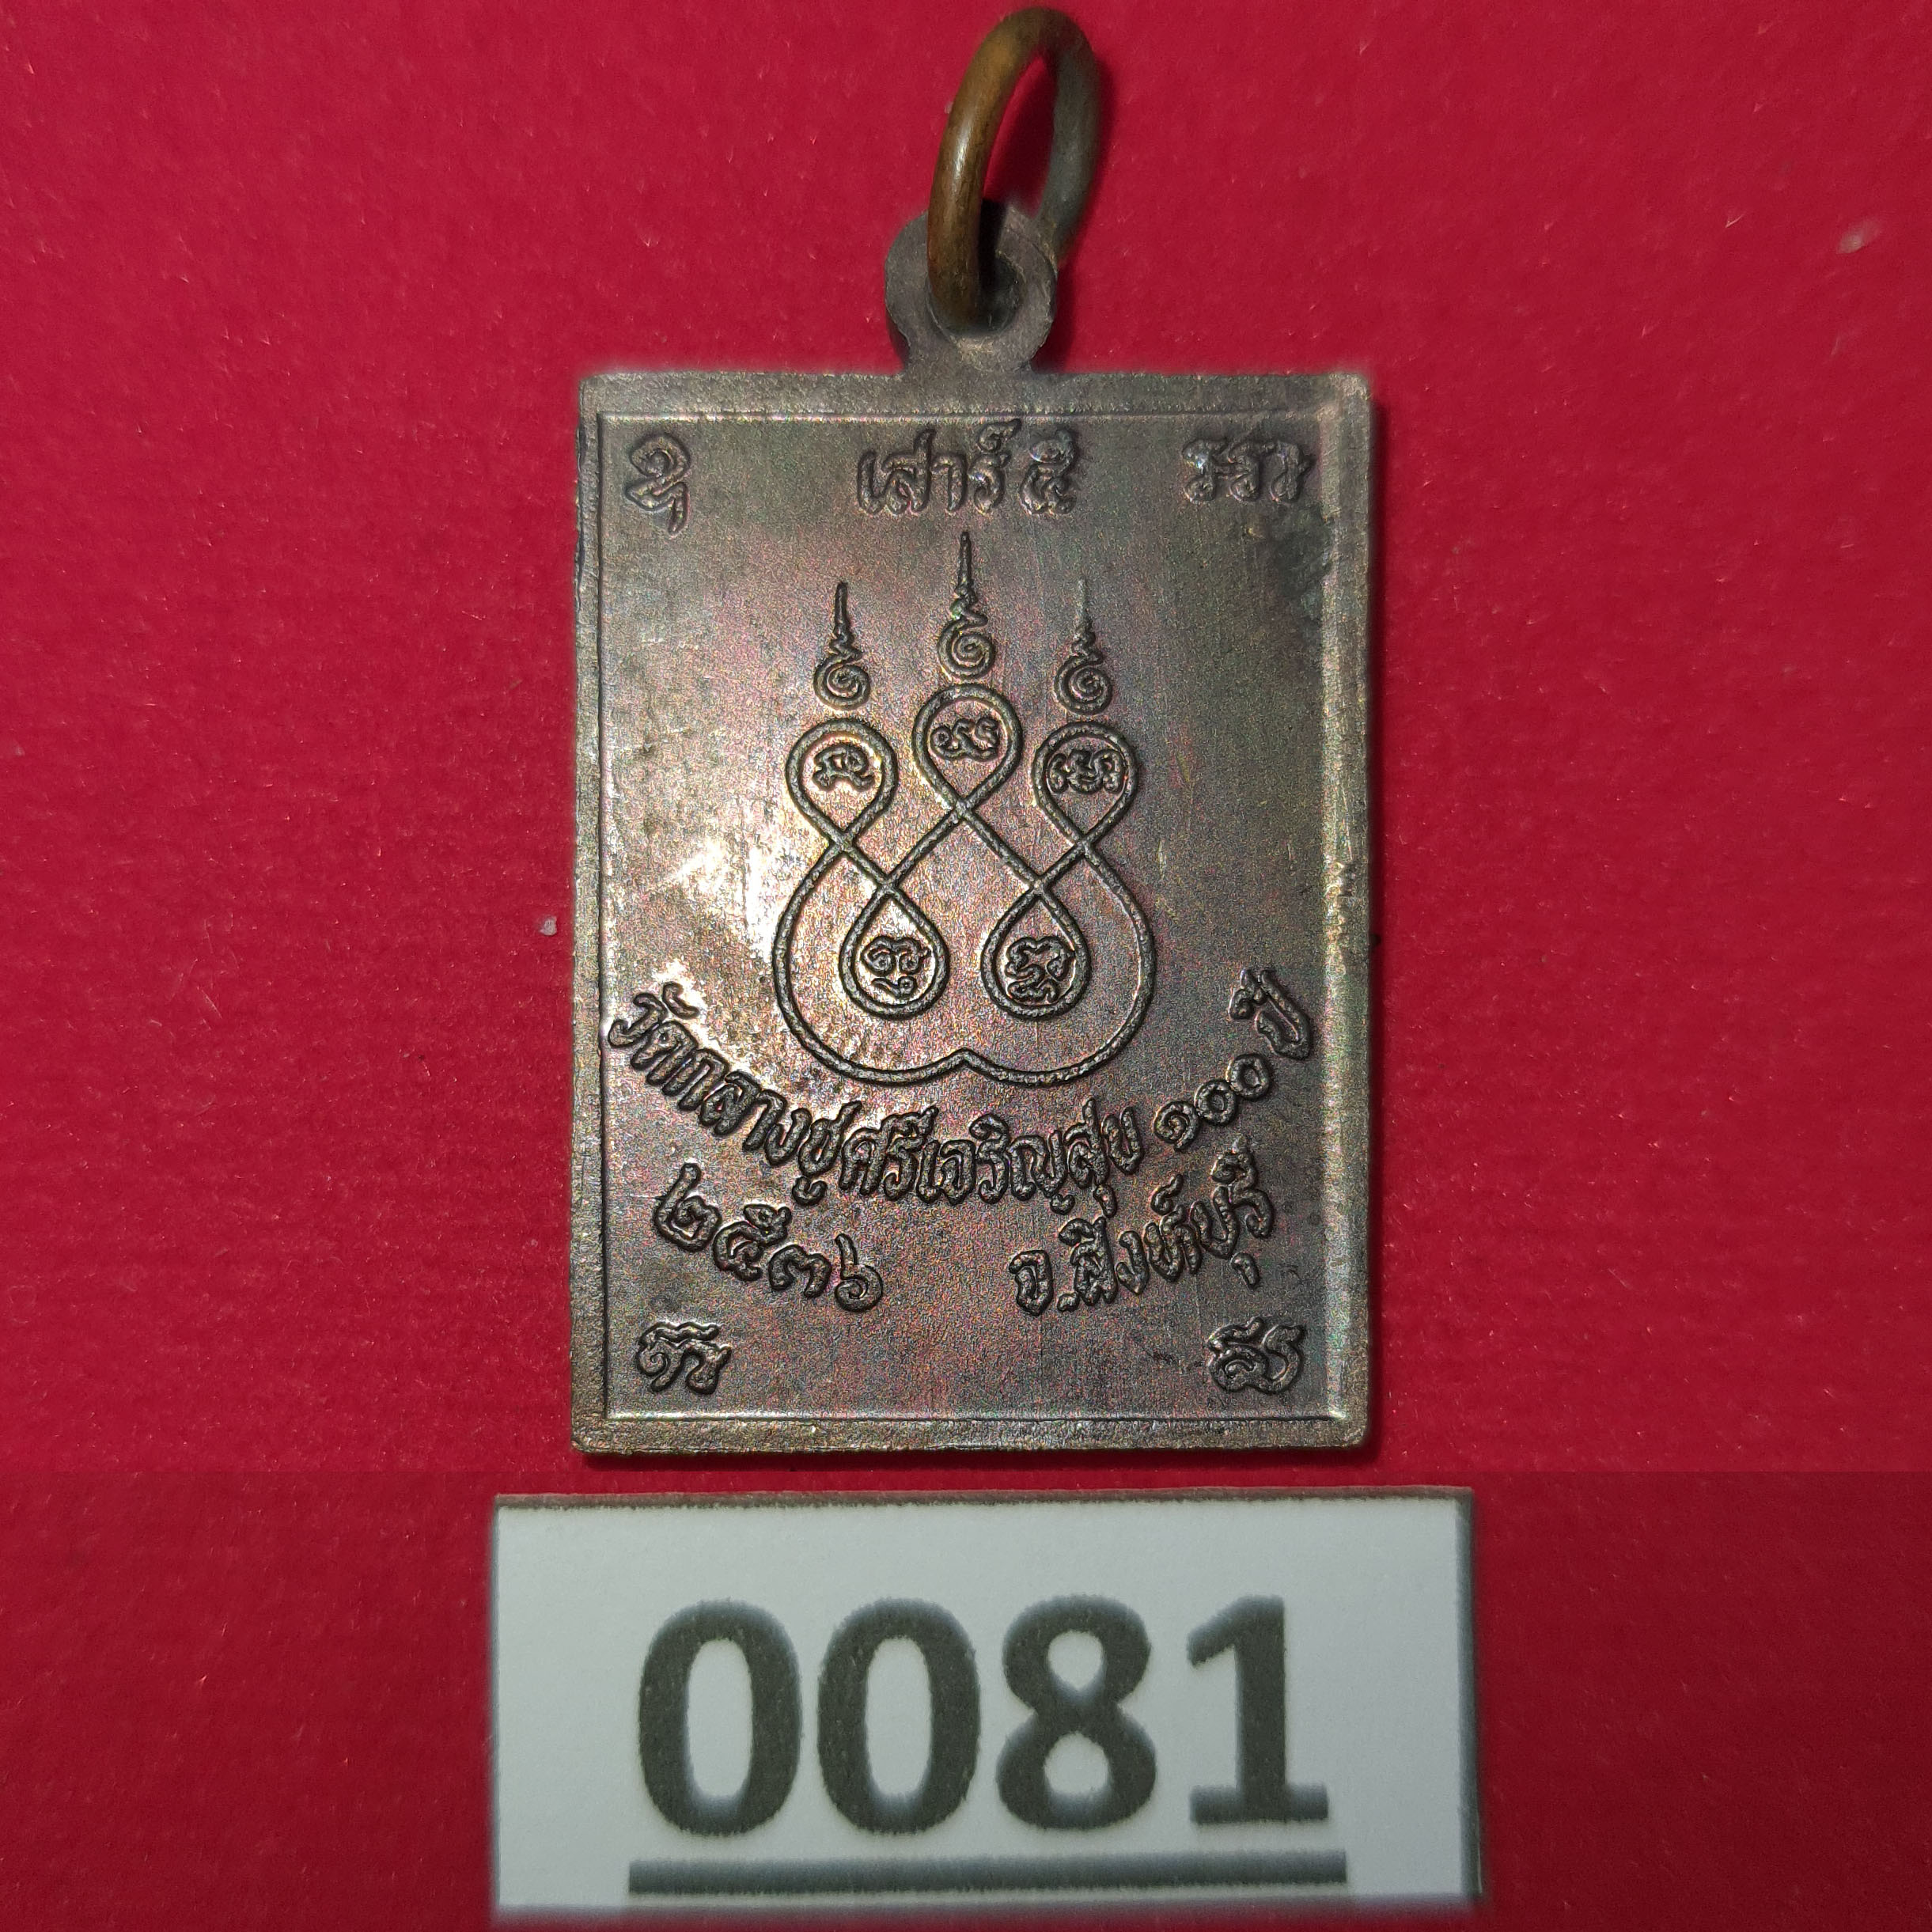 เสาร์ ๕
วัดกลางชูศรีเจริญสุข ๑๐๐ ปี
๒๕๓๖ จ.สิงห์บุรี
0081